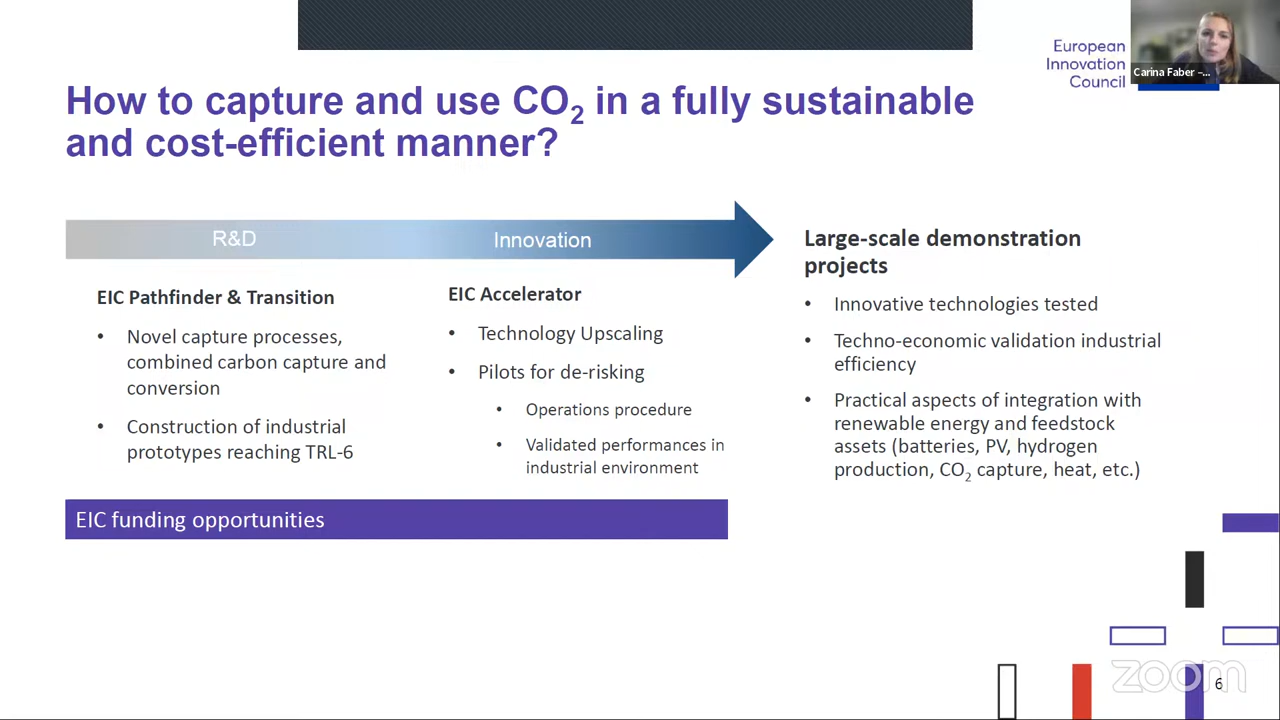 European
Innovation
Council
Carina Faber –...
How to capture and use CO2 in a fully sustainable
and cost-efficient manner?
R&D
Innovation
EIC Pathfinder & Transition
• Novel capture processes,
combined carbon capture and
conversion
• Construction of industrial
prototypes reaching TRL-6
EIC Accelerator
• Technology Upscaling
• Pilots for de-risking
• Operations procedure
• Validated performances in
industrial environment
Large-scale demonstration
projects
• Innovative technologies tested
• Techno-economic validation industrial
efficiency
• Practical aspects of integration with
renewable energy and feedstock
assets (batteries, PV, hydrogen
production, CO2 capture, heat, etc.)
EIC funding opportunities
zoom
6